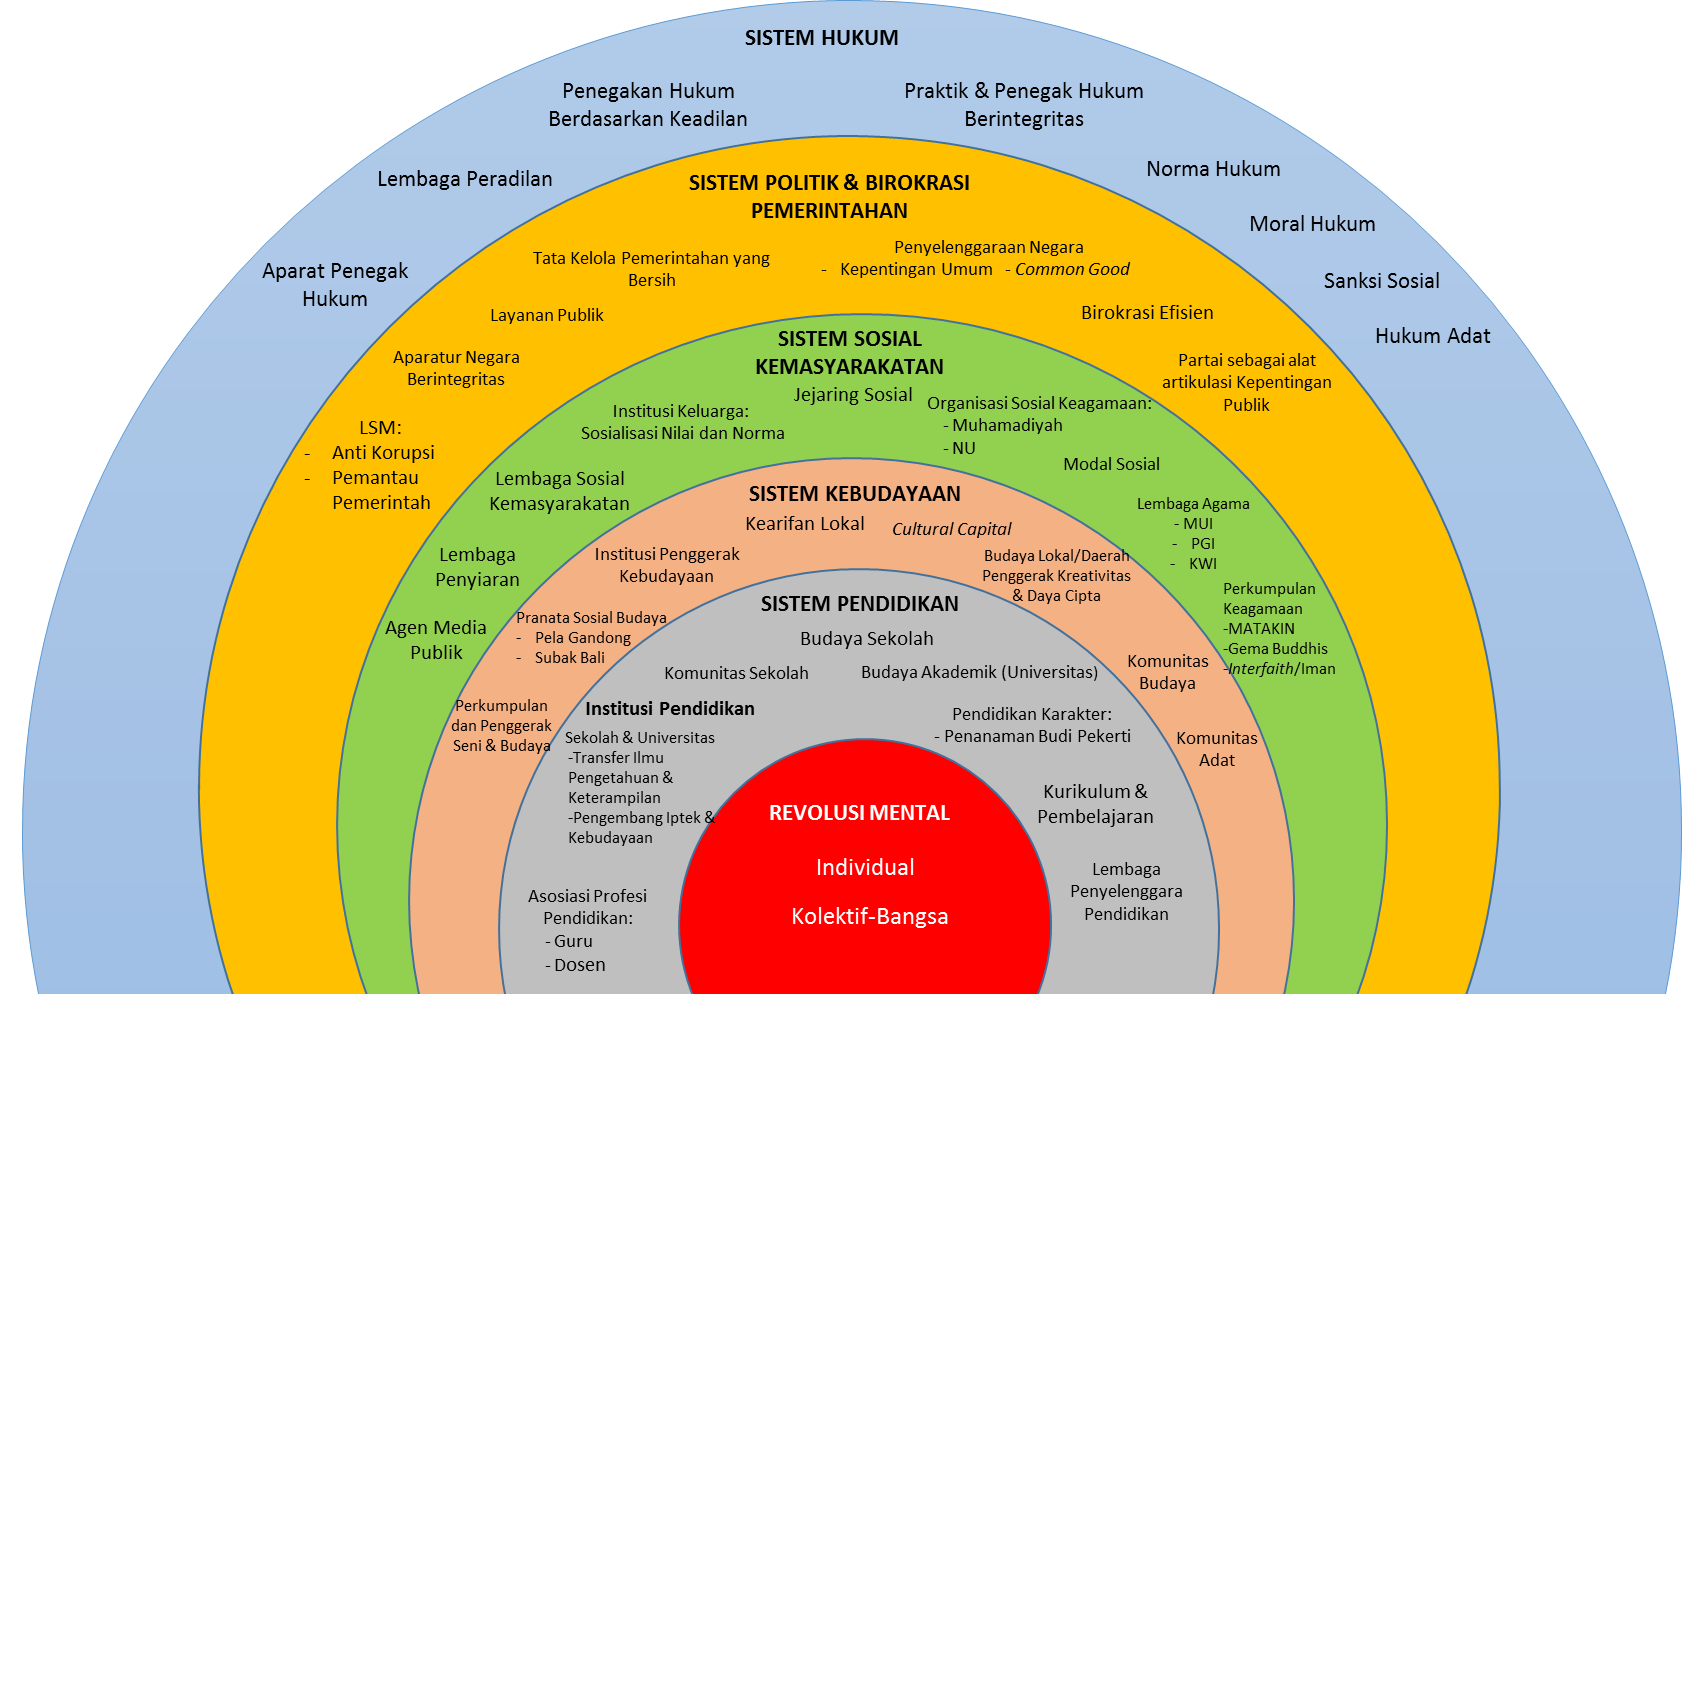 SISTEM HUKUM
Penegakan Hukum
Berdasarkan Keadilan
Praktik & Penegak Hukum
Berintegritas
Lembaga Peradilan
Norma Hukum
Moral Hukum
Aparat Penegak
Hukum
Sanksi Sosial
Hukum Adat
SISTEM POLITIK & BIROKRASI
PEMERINTAHAN
Tata Kelola Pemerintahan yang
Bersih
Penyelenggaraan Negara
- Kepentingan Umum - Common Good
Layanan Publik
Birokrasi Efisien
Aparatur Negara
Berintegritas
Partai sebagai alat
artikulasi Kepentingan
Publik
LSM:
- Anti Korupsi
- Pemantau
Pemerintah
SISTEM SOSIAL
KEMASYARAKATAN
Jejaring Sosial
Institusi Keluarga:
Sosialisasi Nilai dan Norma
Organisasi Sosial Keagamaan:
- Muhamadiyah
- NU
Modal Sosial
Lembaga Sosial
Kemasyarakatan
Lembaga Agama
- MUI
- PGI
- KWI
Lembaga
Penyiaran
Perkumpulan
Keagamaan
-MATAKIN
-Gema Buddhis
-Interfaith/Iman
Agen Media
Publik
SISTEM KEBUDAYAAN
Kearifan Lokal
Cultural Capital
Institusi Penggerak
Kebudayaan
Budaya Lokal/Daerah
Penggerak Kreativitas
& Daya Cipta
Pranata Sosial Budaya
- Pela Gandong
- Subak Bali
Komunitas
Budaya
Perkumpulan
dan Penggerak
Seni & Budaya
Komunitas
Adat
SISTEM PENDIDIKAN
Budaya Sekolah
Komunitas Sekolah
Budaya Akademik (Universitas)
Institusi Pendidikan
Sekolah & Universitas
-Transfer Ilmu
Pengetahuan &
Keterampilan
-Pengembang Iptek &
Kebudayaan
Pendidikan Karakter:
- Penanaman Budi Pekerti
Kurikulum &
Pembelajaran
Lembaga
Penyelenggara
Pendidikan
Asosiasi Profesi
Pendidikan:
- Guru
- Dosen
REVOLUSI MENTAL
Individual
Kolektif-Bangsa